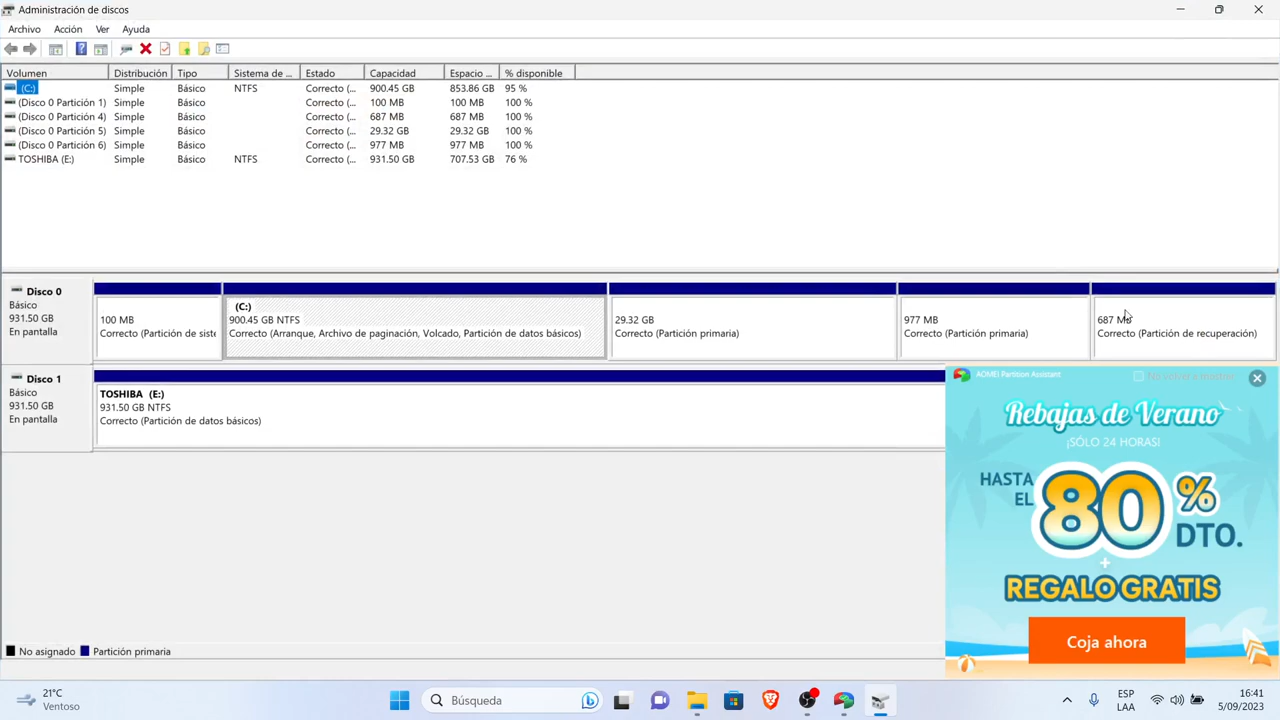 Administración de discos
Archivo Acción Ver Ayuda
Volumen Distribución Tipo Sistema de ... Estado Capacidad Espacio ... % disponible
(C:) Simple Básico NTFS Correcto (... 900.45 GB 853.86 GB 95 %
(Disco 0 Partición 1) Simple Básico Correcto (... 100 MB 100 MB 100 %
(Disco 0 Partición 4) Simple Básico Correcto (... 687 MB 687 MB 100 %
(Disco 0 Partición 5) Simple Básico Correcto (... 29.32 GB 29.32 GB 100 %
(Disco 0 Partición 6) Simple Básico Correcto (... 977 MB 977 MB 100 %
TOSHIBA (E:) Simple Básico NTFS Correcto (... 931.50 GB 707.53 GB 76 %
Disco 0
Básico
931.50 GB
En pantalla
100 MB
Correcto (Partición de siste
(C:)
900.45 GB NTFS
Correcto (Arranque, Archivo de paginación, Volcado, Partición de datos básicos)
29.32 GB
Correcto (Partición primaria)
977 MB
Correcto (Partición primaria)
687 MB
Correcto (Partición de recuperación)
Disco 1
Básico
931.50 GB
En pantalla
TOSHIBA (E:)
931.50 GB NTFS
Correcto (Partición de datos básicos)
AOMEI Partition Assistant
Rebajas de Verano
¡SÓLO 24 HORAS!
HASTA
EL
80 %
DTO.
+
REGALO GRATIS
Coja ahora
No asignado Partición primaria
21°C
Ventoso
Búsqueda
ESP
LAA
16:41
5/09/2023